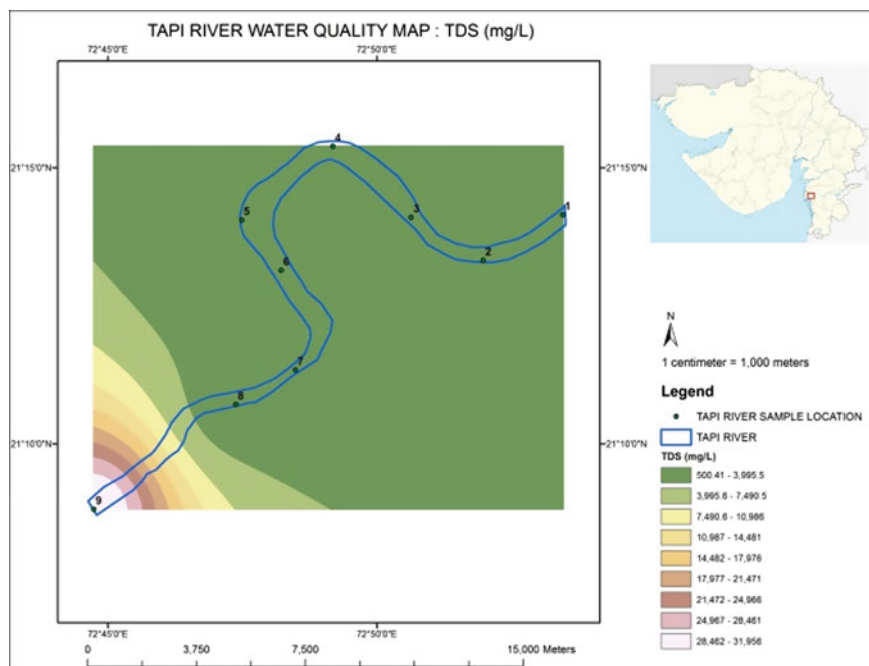 TAPI RIVER WATER QUALITY MAP : TDS (mg/L)
72°45'0"E 72°50'0"E
21°15'0"N 21°15'0"N
21°10'0"N 21°10'0"N
4
1
3
5
2
6
7
8
9
72°45'0"E 72°50'0"E
0 3,750 7,500 15,000 Meters
N
1 centimeter = 1,000 meters
Legend
TAPI RIVER SAMPLE LOCATION
TAPI RIVER
TDS (mg/L)
500.41 - 3,995.5
3,995.6 - 7,490.5
7,490.6 - 10,986
10,987 - 14,481
14,482 - 17,976
17,977 - 21,471
21,472 - 24,966
24,967 - 28,461
28,462 - 31,956